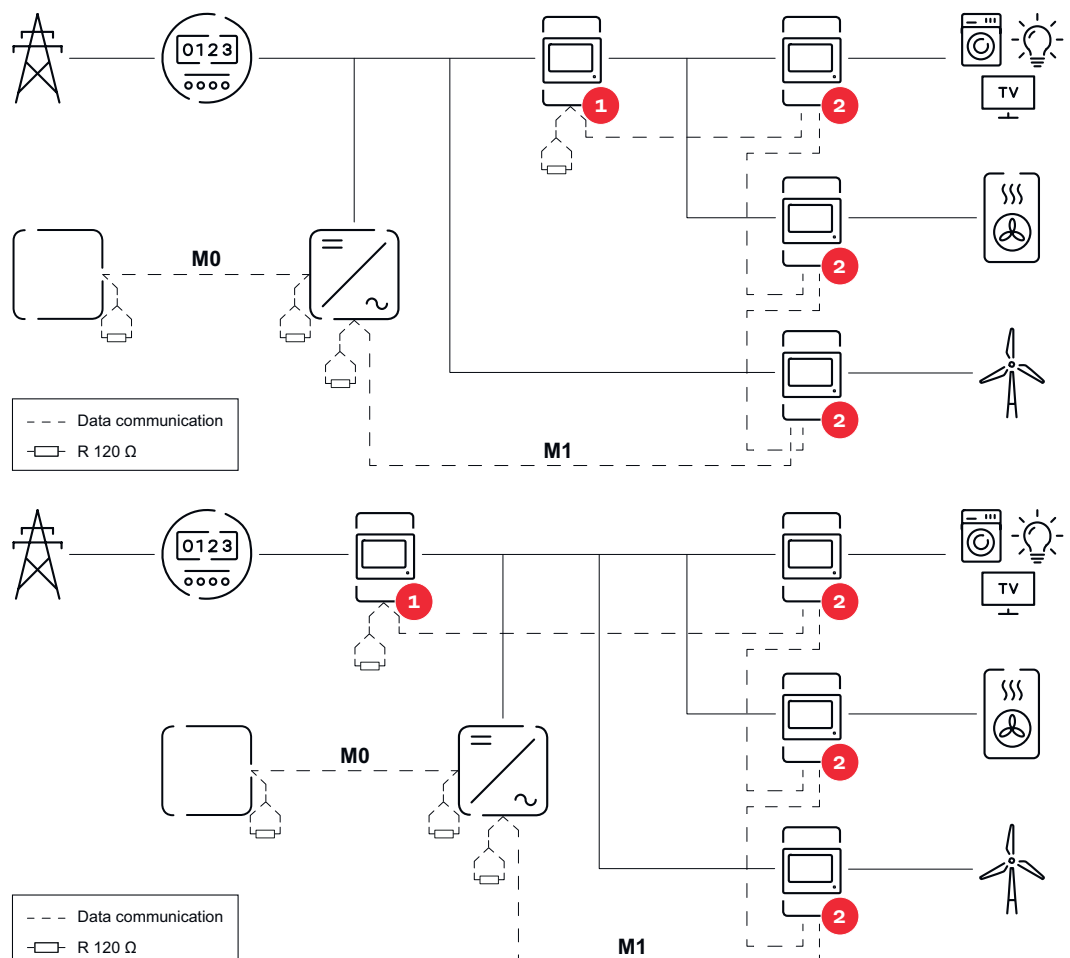 0123
1
2
TV
2
M0
2
M1
Data communication
R 120 Ω
0123
1
2
TV
2
M0
2
M1
Data communication
R 120 Ω